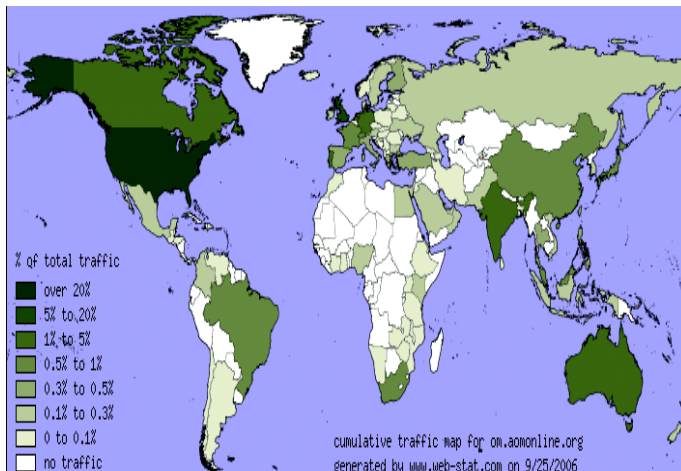 % of total traffic
over 20%
5% to 20%
1% to 5%
0.5% to 1%
0.3% to 0.5%
0.1% to 0.3%
0 to 0.1%
no traffic
cumulative traffic map for om.aomonline.org
generated by www.web-stat.com on 9/25/2006